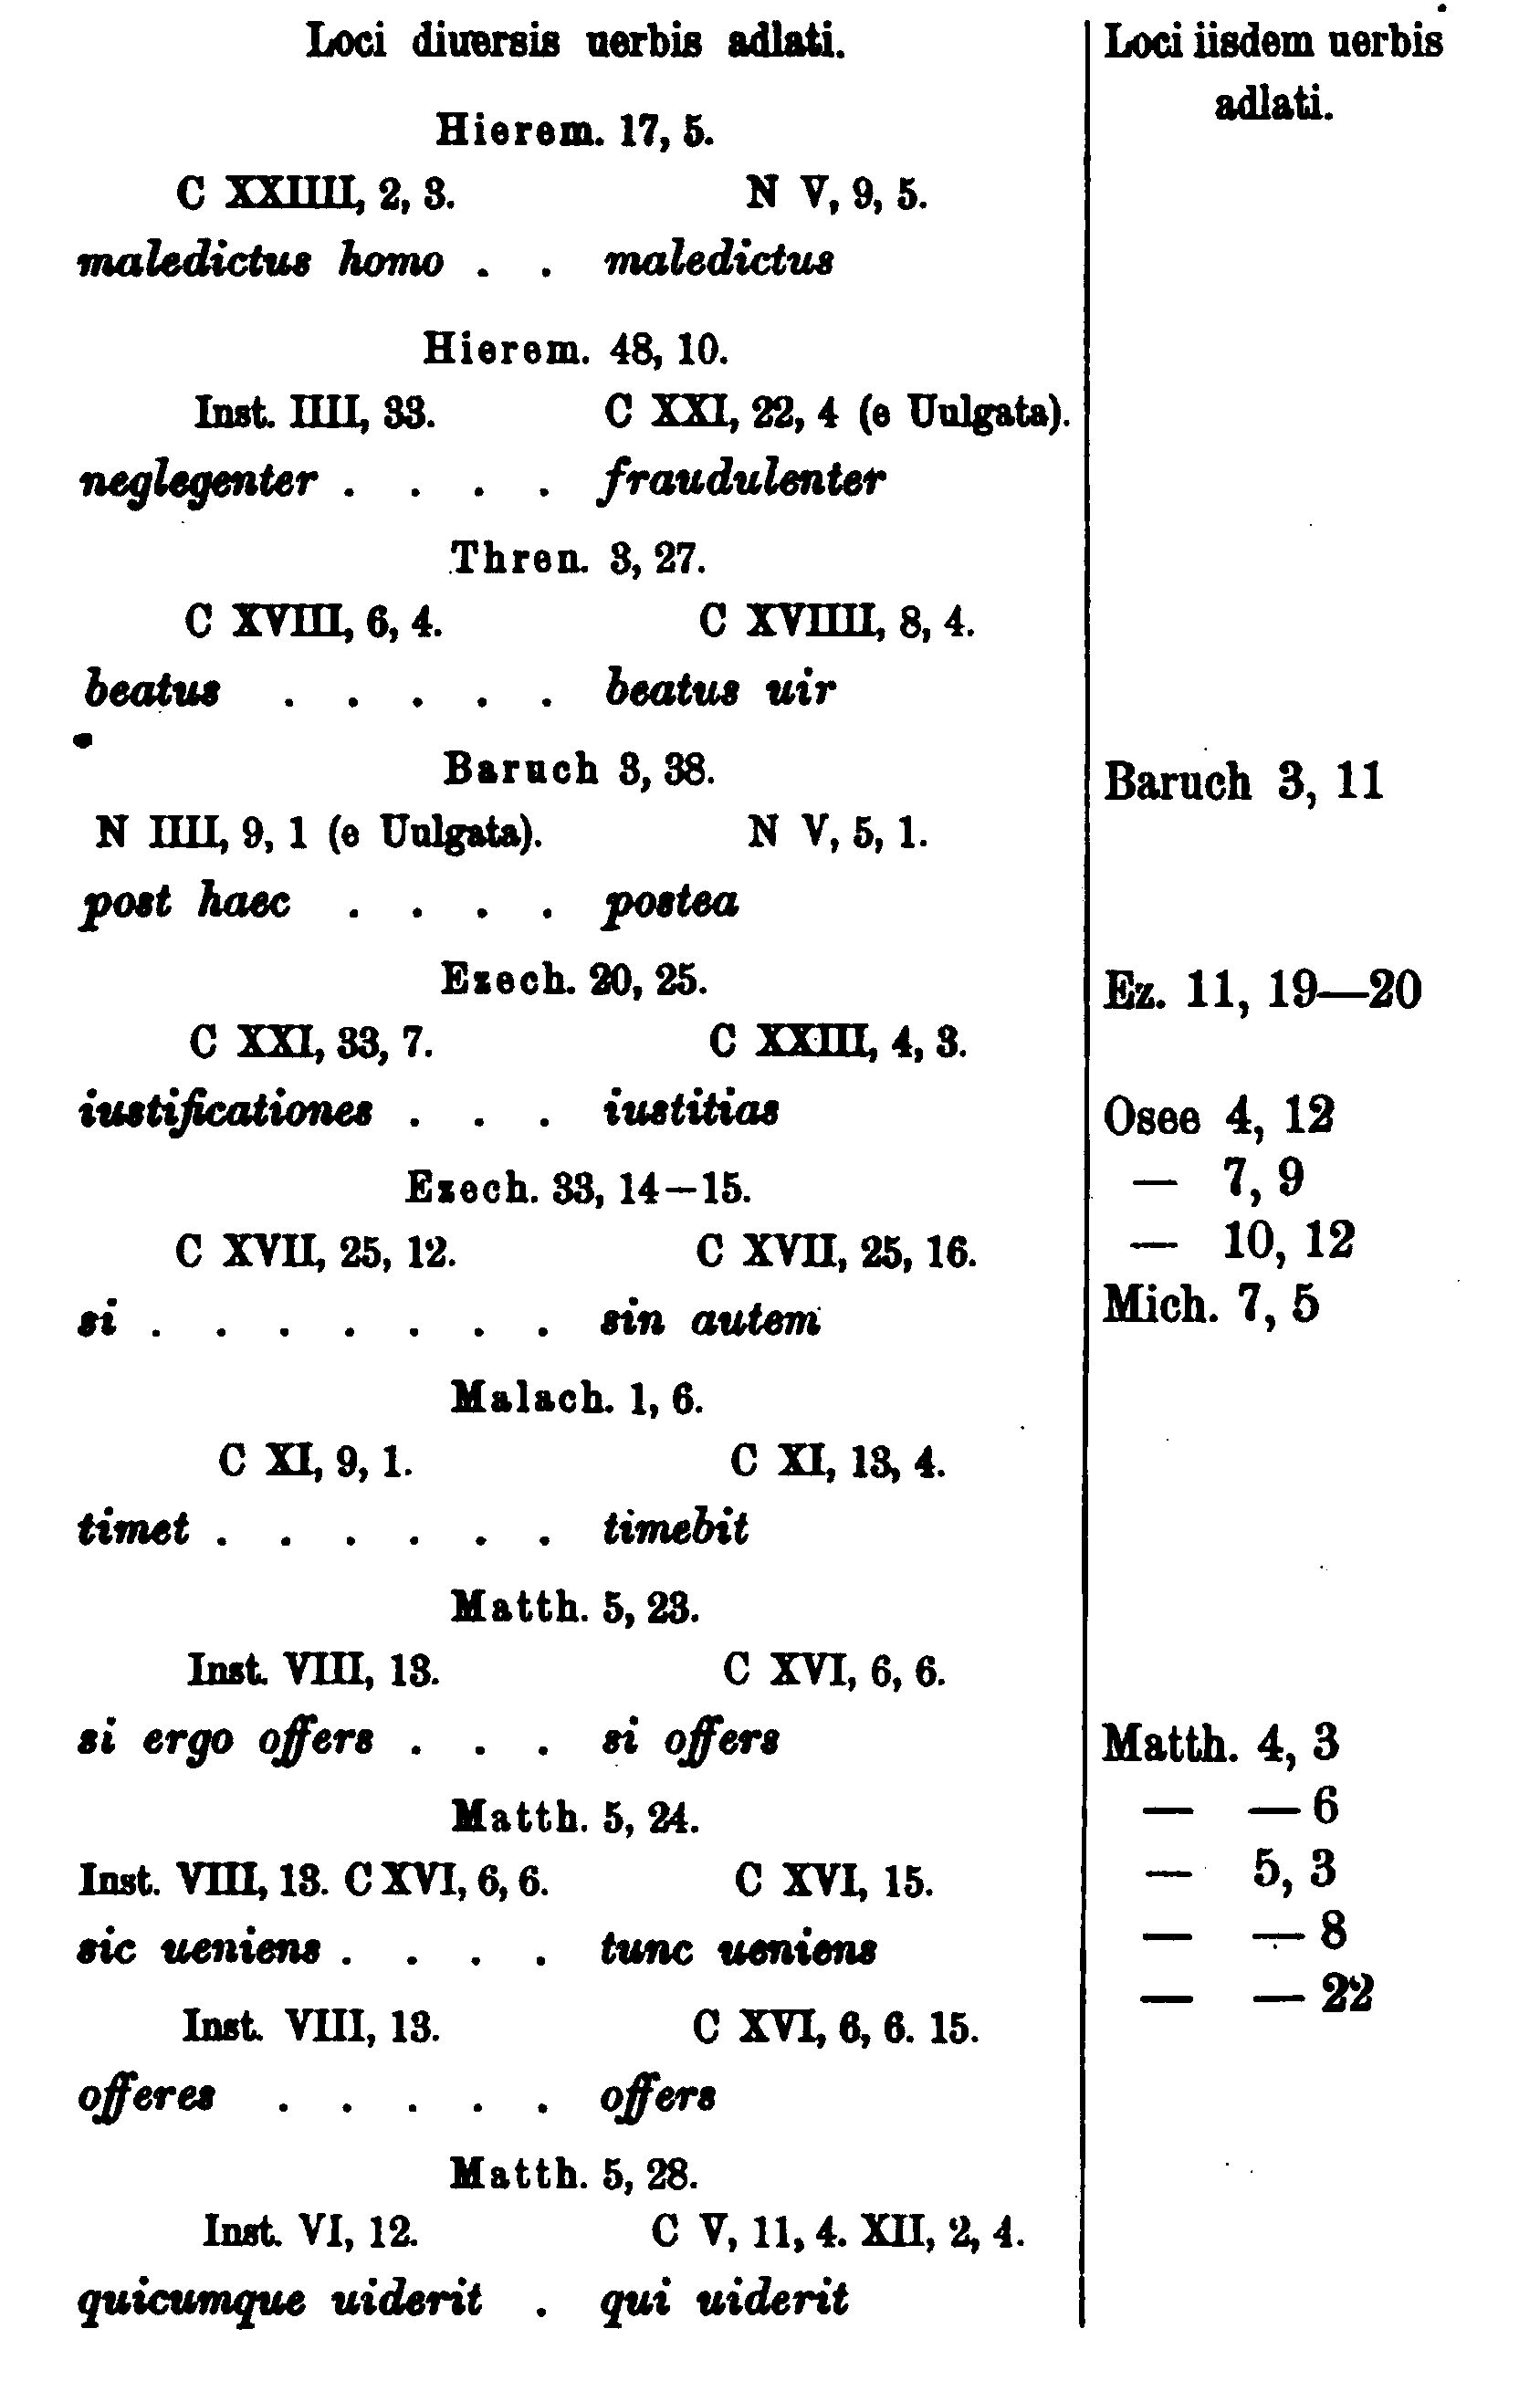 Loci diuersis uerbis adlati.
Hierem. 17, 5.
C XXIIII, 2, 3. N V, 9, 5.
maledictus homo . . maledictus
Hierem. 48, 10.
Inst. IIII, 33. C XXI, 22, 4 (e Uulgata).
neglegenter . . . . fraudulenter
Thren. 3, 27.
C XVIII, 6, 4. C XVIIII, 8, 4.
beatus . . . . . beatus uir
Baruch 3, 38.
N IIII, 9, 1 (e Uulgata). N V, 5, 1.
post haec . . . . postea
Ezech. 20, 25.
C XXI, 33, 7. C XXIII, 4, 3.
iustificationes . . . iustitias
Ezech. 33, 14—15.
C XVII, 25, 12. C XVII, 25, 16.
si . . . . . . . sin autem
Malach. 1, 6.
C XI, 9, 1. C XI, 13, 4.
timet . . . . . . timebit
Matth. 5, 23.
Inst. VIII, 13. C XVI, 6, 6.
si ergo offers . . . si offers
Matth. 5, 24.
Inst. VIII, 13. C XVI, 6, 6. C XVI, 15.
sic ueniens . . . . tunc ueniens
Inst. VIII, 13. C XVI, 6, 6. 15.
offeres . . . . . offers
Matth. 5, 28.
Inst. VI, 12. C V, 11, 4. XII, 2, 4.
quicumque uiderit . qui uiderit
Loci iisdem uerbis
adlati.
Baruch 3, 11
Ez. 11, 19—20
Osee 4, 12
— 7, 9
— 10, 12
Mich. 7, 5
Matth. 4, 3
— — 6
— 5, 3
— — 8
— — 22